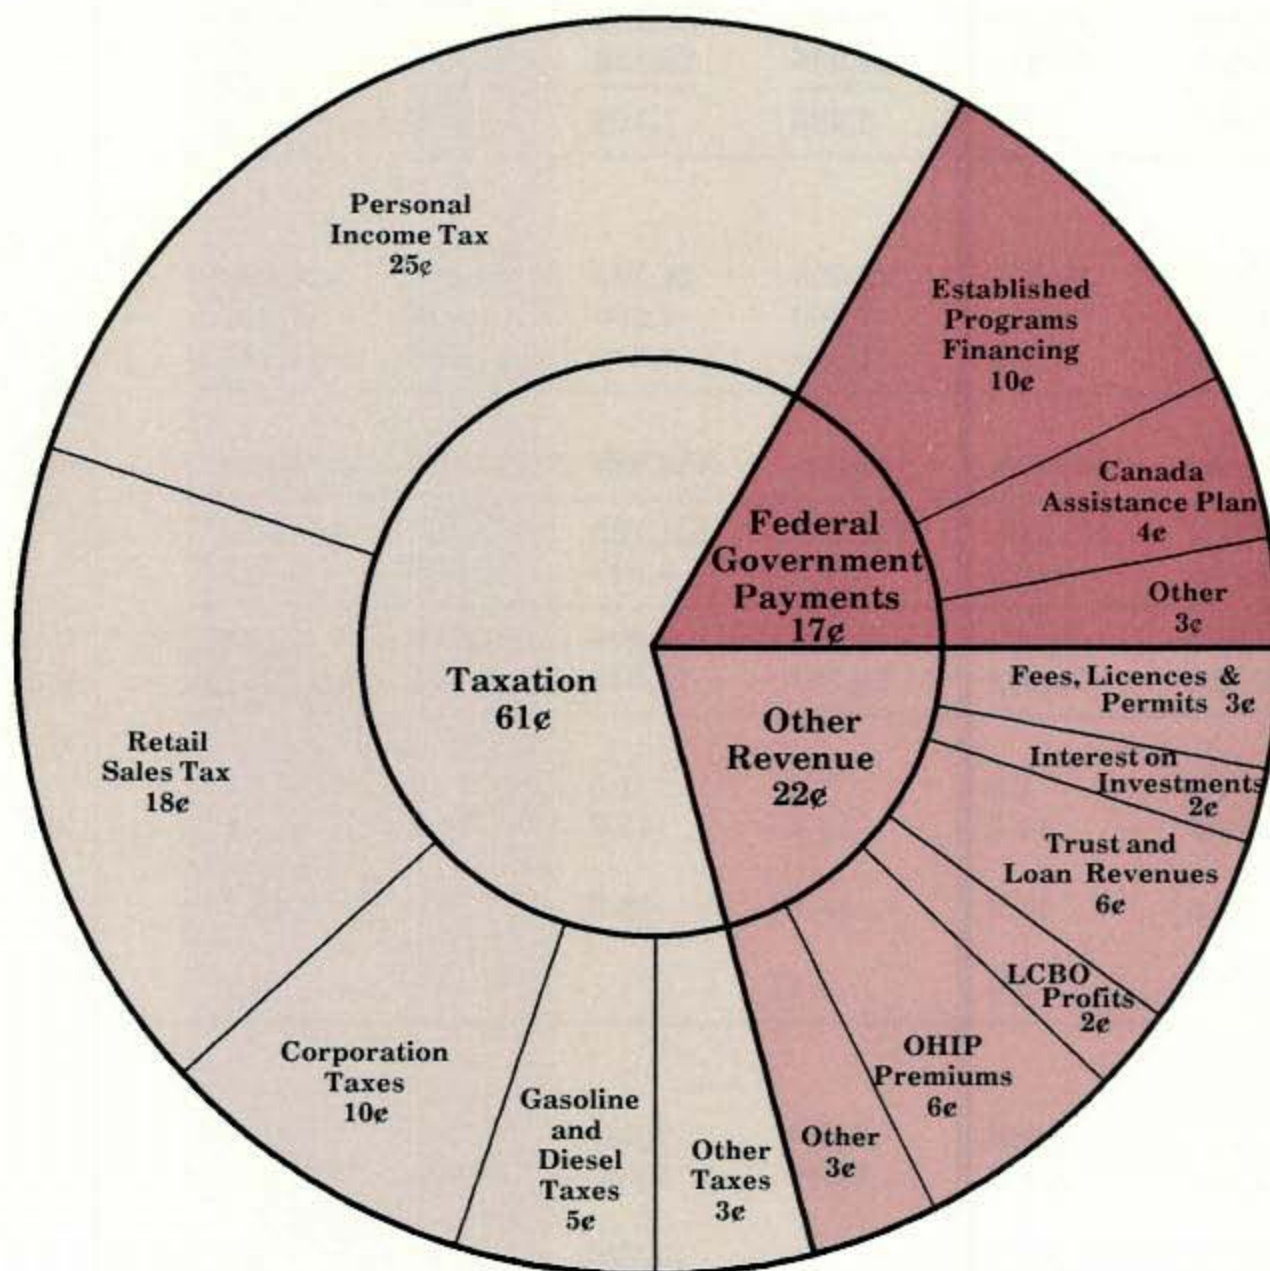 Personal
Income Tax
25¢
Established
Programs
Financing
10¢
Canada
Assistance Plan
4¢
Other
3¢
Federal
Government
Payments
17¢
Taxation
61¢
Other
Revenue
22¢
Fees, Licences &
Permits 3¢
Interest on
Investments
2¢
Trust and
Loan Revenues
6¢
LCBO
Profits
2¢
OHIP
Premiums
6¢
Other
3¢
Other
Taxes
3¢
Gasoline
and
Diesel
Taxes
5¢
Corporation
Taxes
10¢
Retail
Sales Tax
18¢